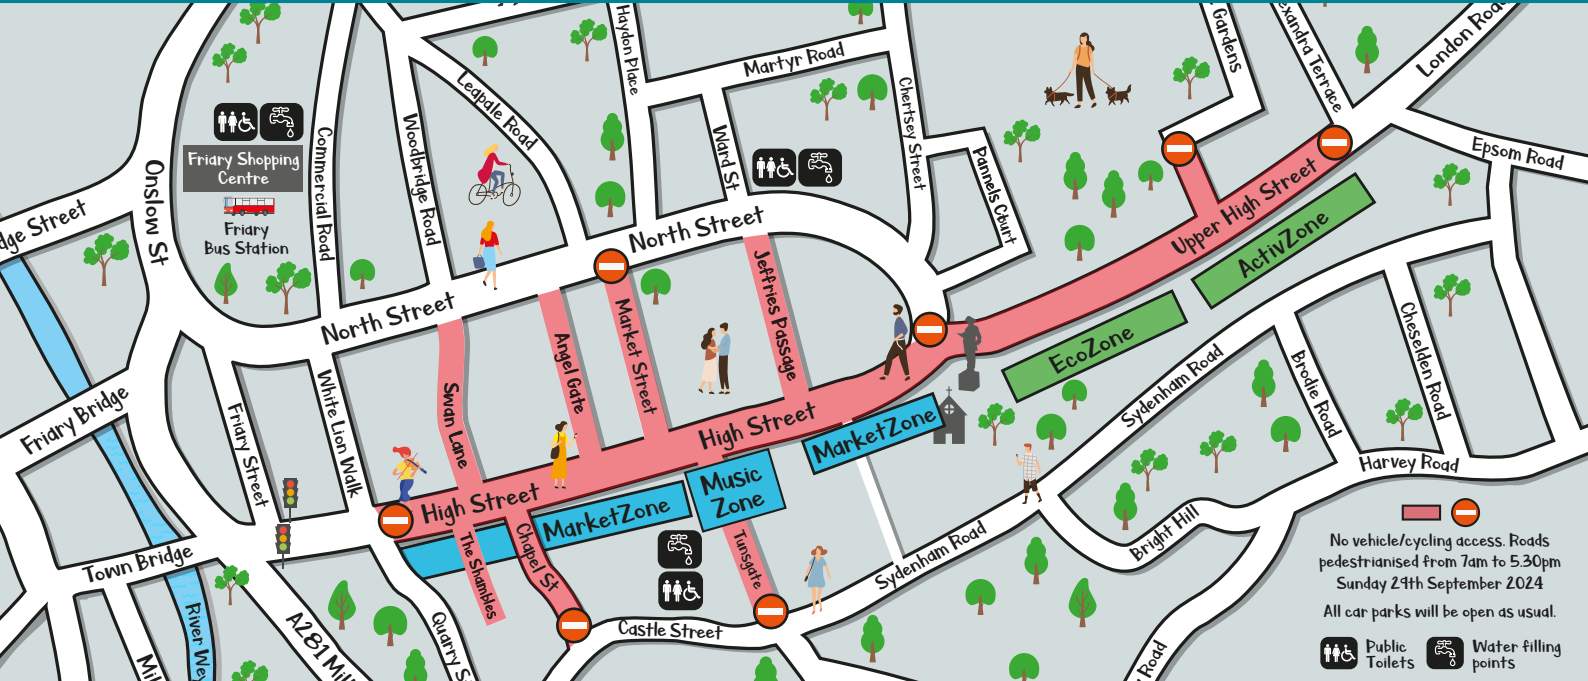 Haydon Place
Gardens
Alexandra Terrace
London Road
Martyr Road
Leapale Road
Chertsey Street
Woodbridge Road
Commercial Road
Ward St
Pannels Court
Epsom Road
Friary Shopping
Centre
Friary
Bus Station
Onslow St
dge Street
North Street
Upper High Street
ActivZone
Jeffries Passage
North Street
Market Street
Angel Gate
EcoZone
Cheselden Road
Brodie Road
Sydenham Road
Swan Lane
White Lion Walk
Friary Street
Friary Bridge
High Street
MarketZone
High Street
Music
Zone
MarketZone
Harvey Road
Bright Hill
Sydenham Road
Tunsgate
Chapel St
The Shambles
Town Bridge
River Wey
A281 Mil
Mil
Quarry S
Castle Street
Road
No vehicle/cycling access. Roads
pedestrianised from 7am to 5.30pm
Sunday 29th September 2024
All car parks will be open as usual.
Public
Toilets
Water filling
points